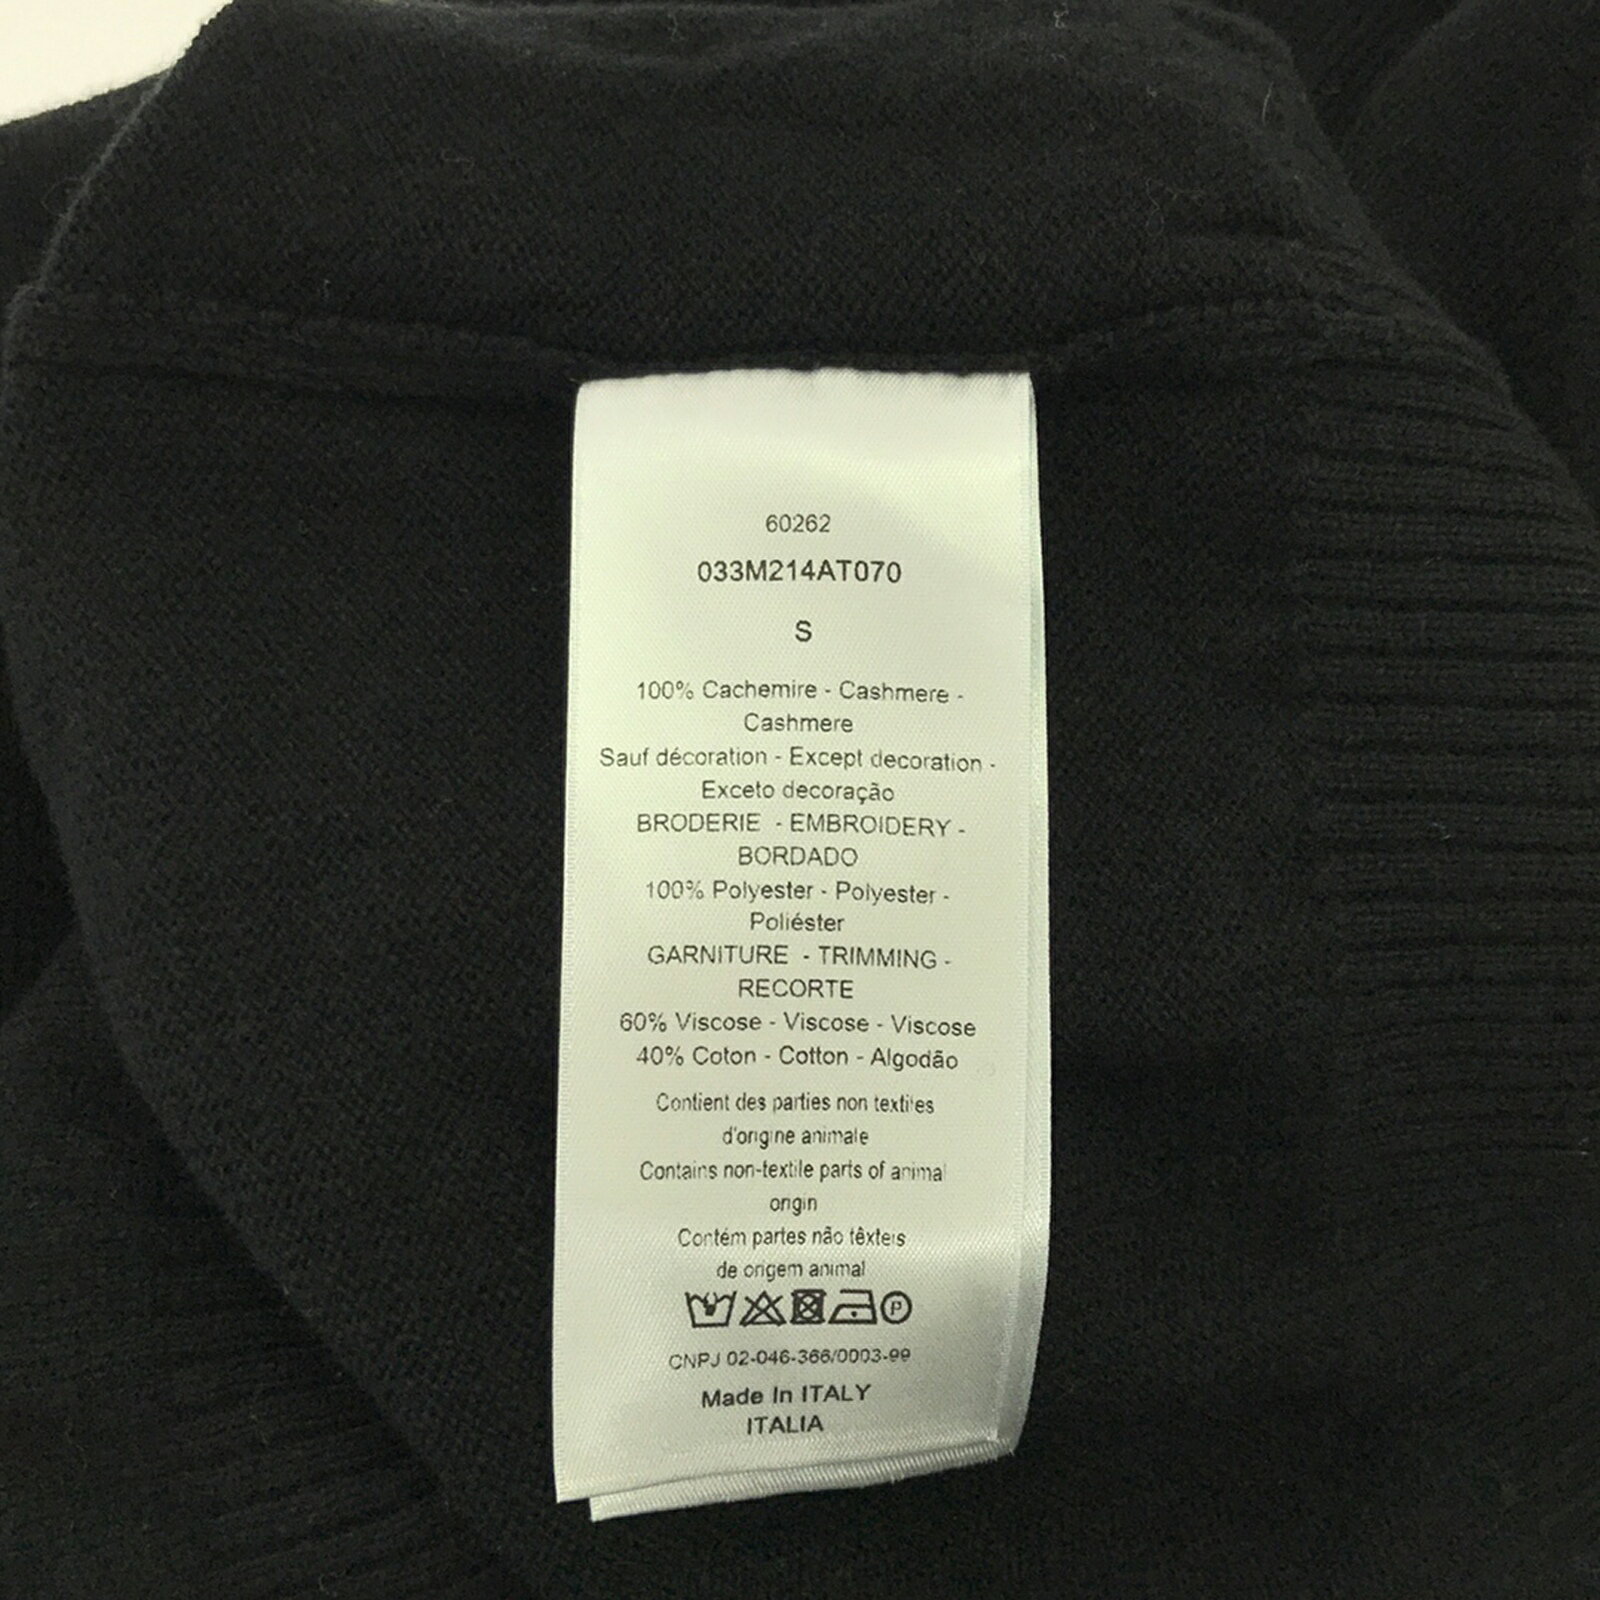 60262
033M214AT070
S
100% Cachemire - Cashmere -
Cashmere
Sauf décoration - Except decoration -
Exceto decoração
BRODERIE - EMBROIDERY -
BORDADO
100% Polyester - Polyester -
Poliéster
GARNITURE - TRIMMING -
RECORTE
60% Viscose - Viscose - Viscose
40% Coton - Cotton - Algodão
Contient des parties non textiles
d'origine animale
Contains non-textile parts of animal
origin
Contém partes não têxteis
de origem animal
P
CNPJ 02-046-366/0003-99
Made In ITALY
ITALIA